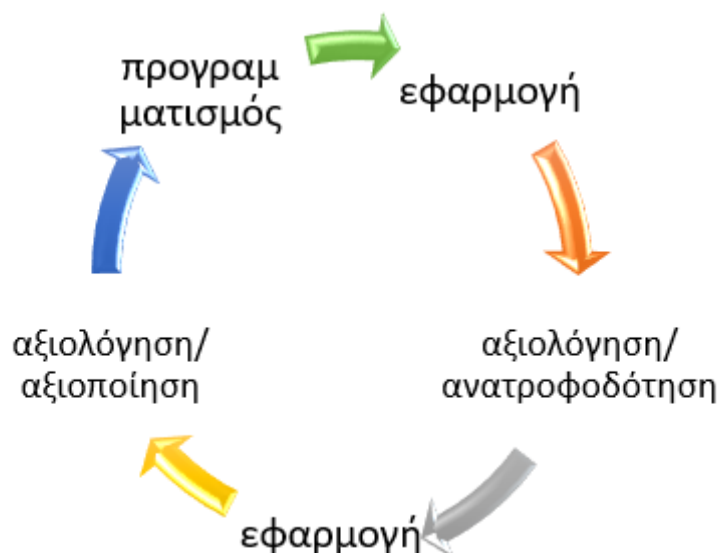 προγραμ
ματισμός
εφαρμογή
αξιολόγηση/
ανατροφοδότηση
εφαρμογή
αξιολόγηση/
αξιοποίηση